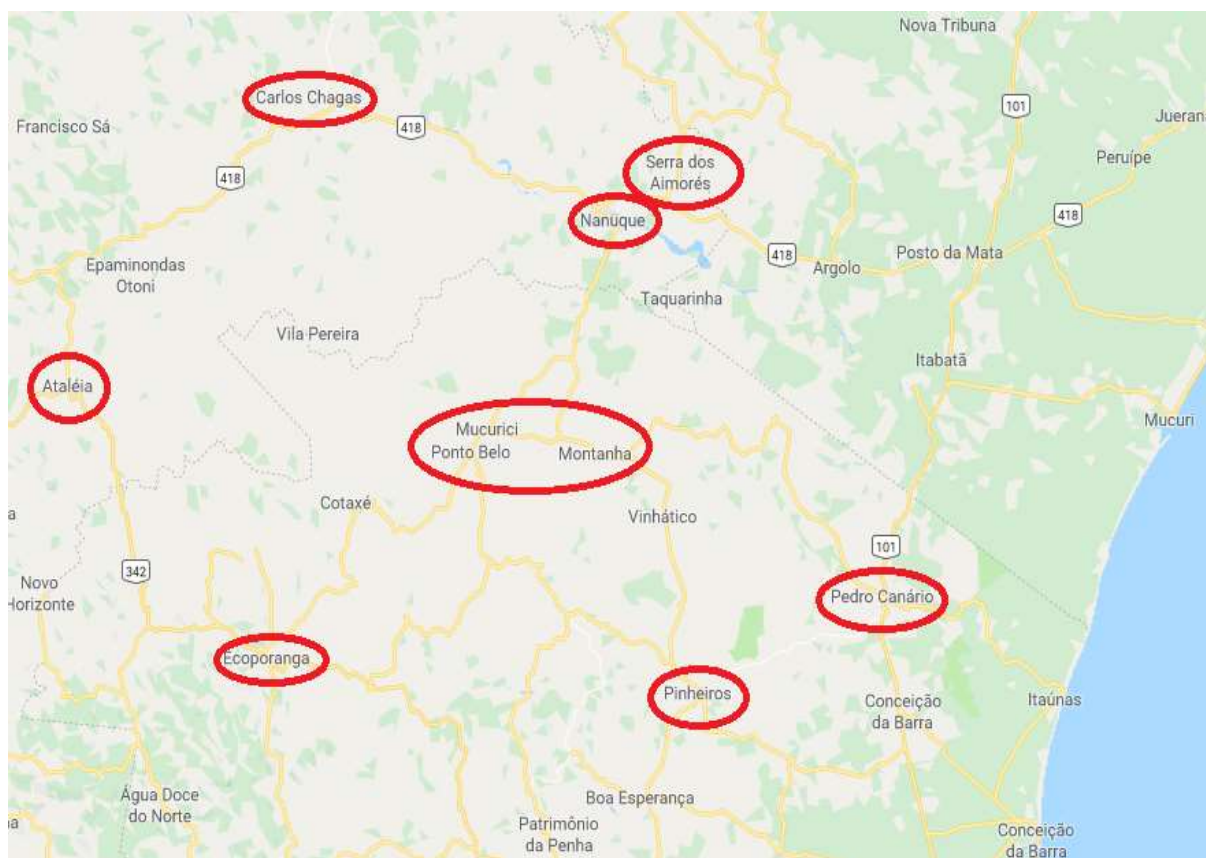 Nova Tribuna
Carlos Chagas
101
Francisco Sá
418
Juerana
Peruípe
Serra dos
Aimorés
418
Nanuque
418
Posto da Mata
418
Argolo
Epaminondas
Otoni
Taquarinha
Vila Pereira
Itabatã
Ataléia
Mucuri
Mucurici
Ponto Belo
Montanha
Cotaxé
Vinhático
101
342
Novo
Horizonte
Pedro Canário
Ecoporanga
Pinheiros
Conceição
da Barra
Itaúnas
Água Doce
do Norte
Boa Esperança
Patrimônio
da Penha
Conceição
da Barra